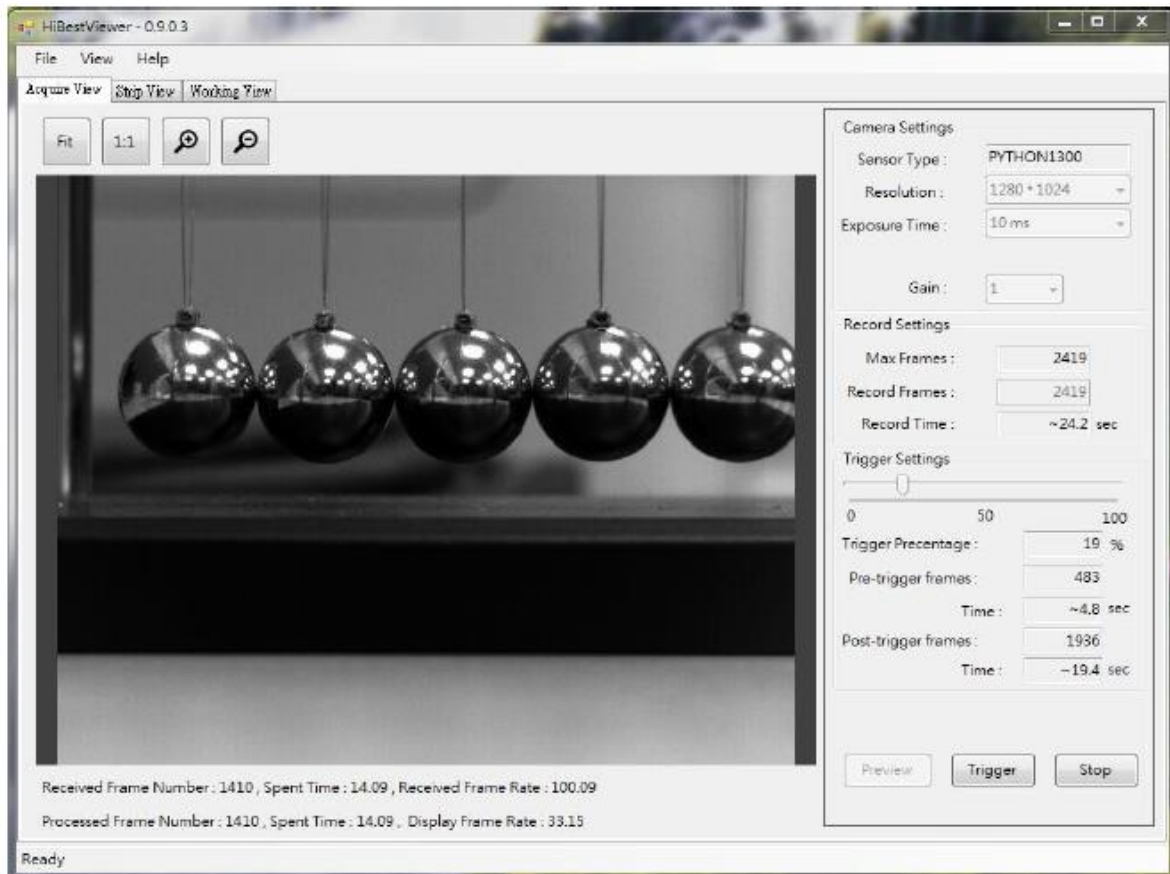 HiBestViewer - 0.9.0.3
File View Help
Acquire View Strip View Working View
Fit 1:1
Camera Settings
Sensor Type : PYTHON1300
Resolution : 1280 * 1024
Exposure Time : 10 ms
Gain : 1
Record Settings
Max Frames : 2419
Record Frames : 2419
Record Time : ~24.2 sec
Trigger Settings
0 50 100
Trigger Precentage : 19 %
Pre-trigger frames : 483
Time : ~4.8 sec
Post-trigger frames : 1936
Time : ~19.4 sec
Preview Trigger Stop
Received Frame Number : 1410 , Spent Time : 14.09 , Received Frame Rate : 100.09
Processed Frame Number : 1410 , Spent Time : 14.09 , Display Frame Rate : 33.15
Ready